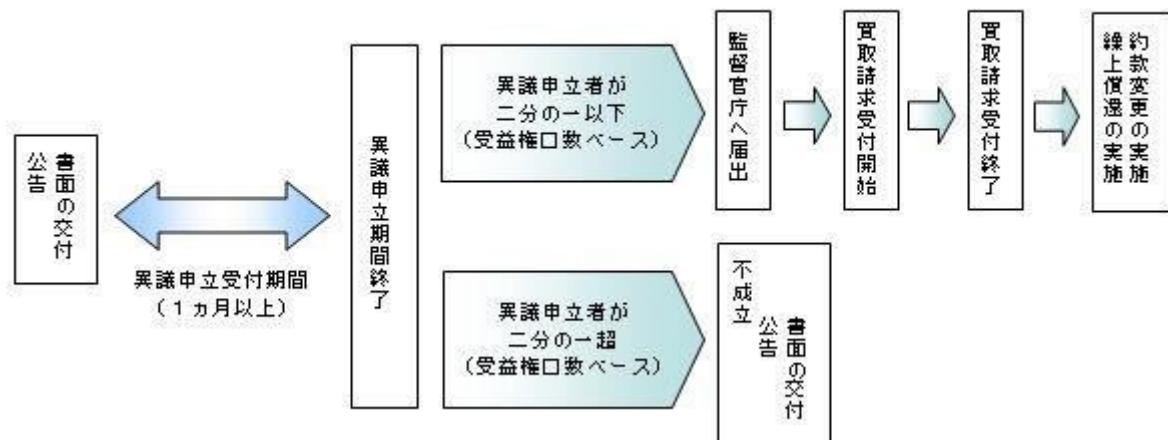 書面の交付
公告
異議申立受付期間
（１ヵ月以上）
異議申立期間終了
異議申立者が
二分の一以下
（受益権口数ベース）
監督官庁へ届出
買取請求受付開始
買取請求受付終了
約款変更の実施
繰上償還の実施
異議申立者が
二分の一超
（受益権口数ベース）
不成立
書面の交付
公告